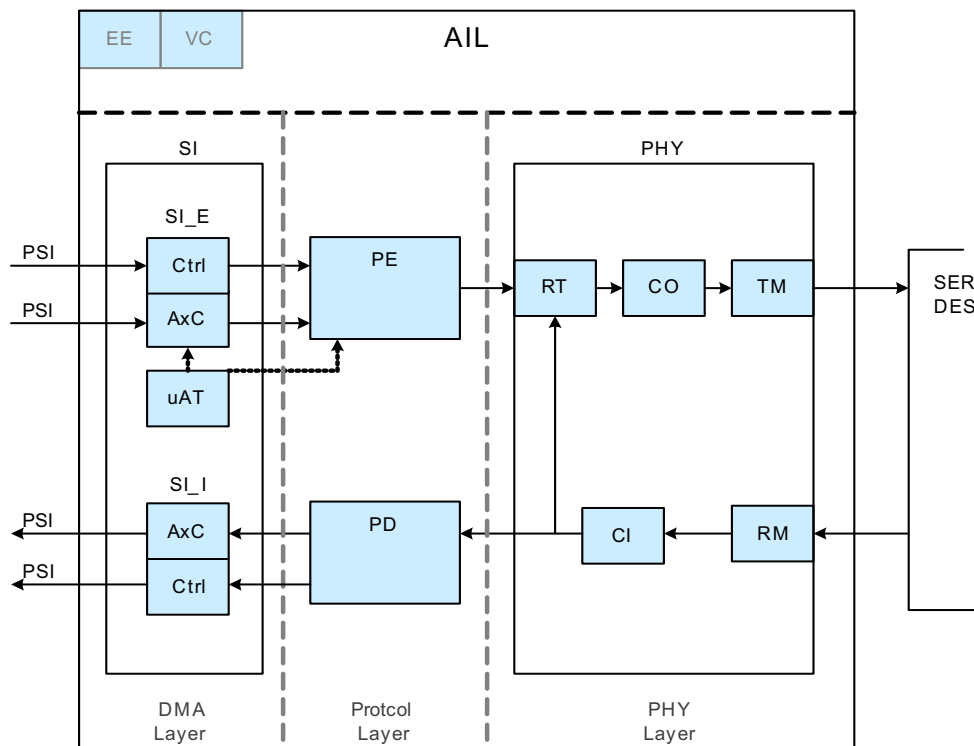 EE VC AIL
SI PHY
SI_E
PSI Ctrl PE RT CO TM SER
DES
PSI AxC
uAT
SI_I
PSI AxC PD CI RM
PSI Ctrl
DMA
Layer
Protcol
Layer
PHY
Layer